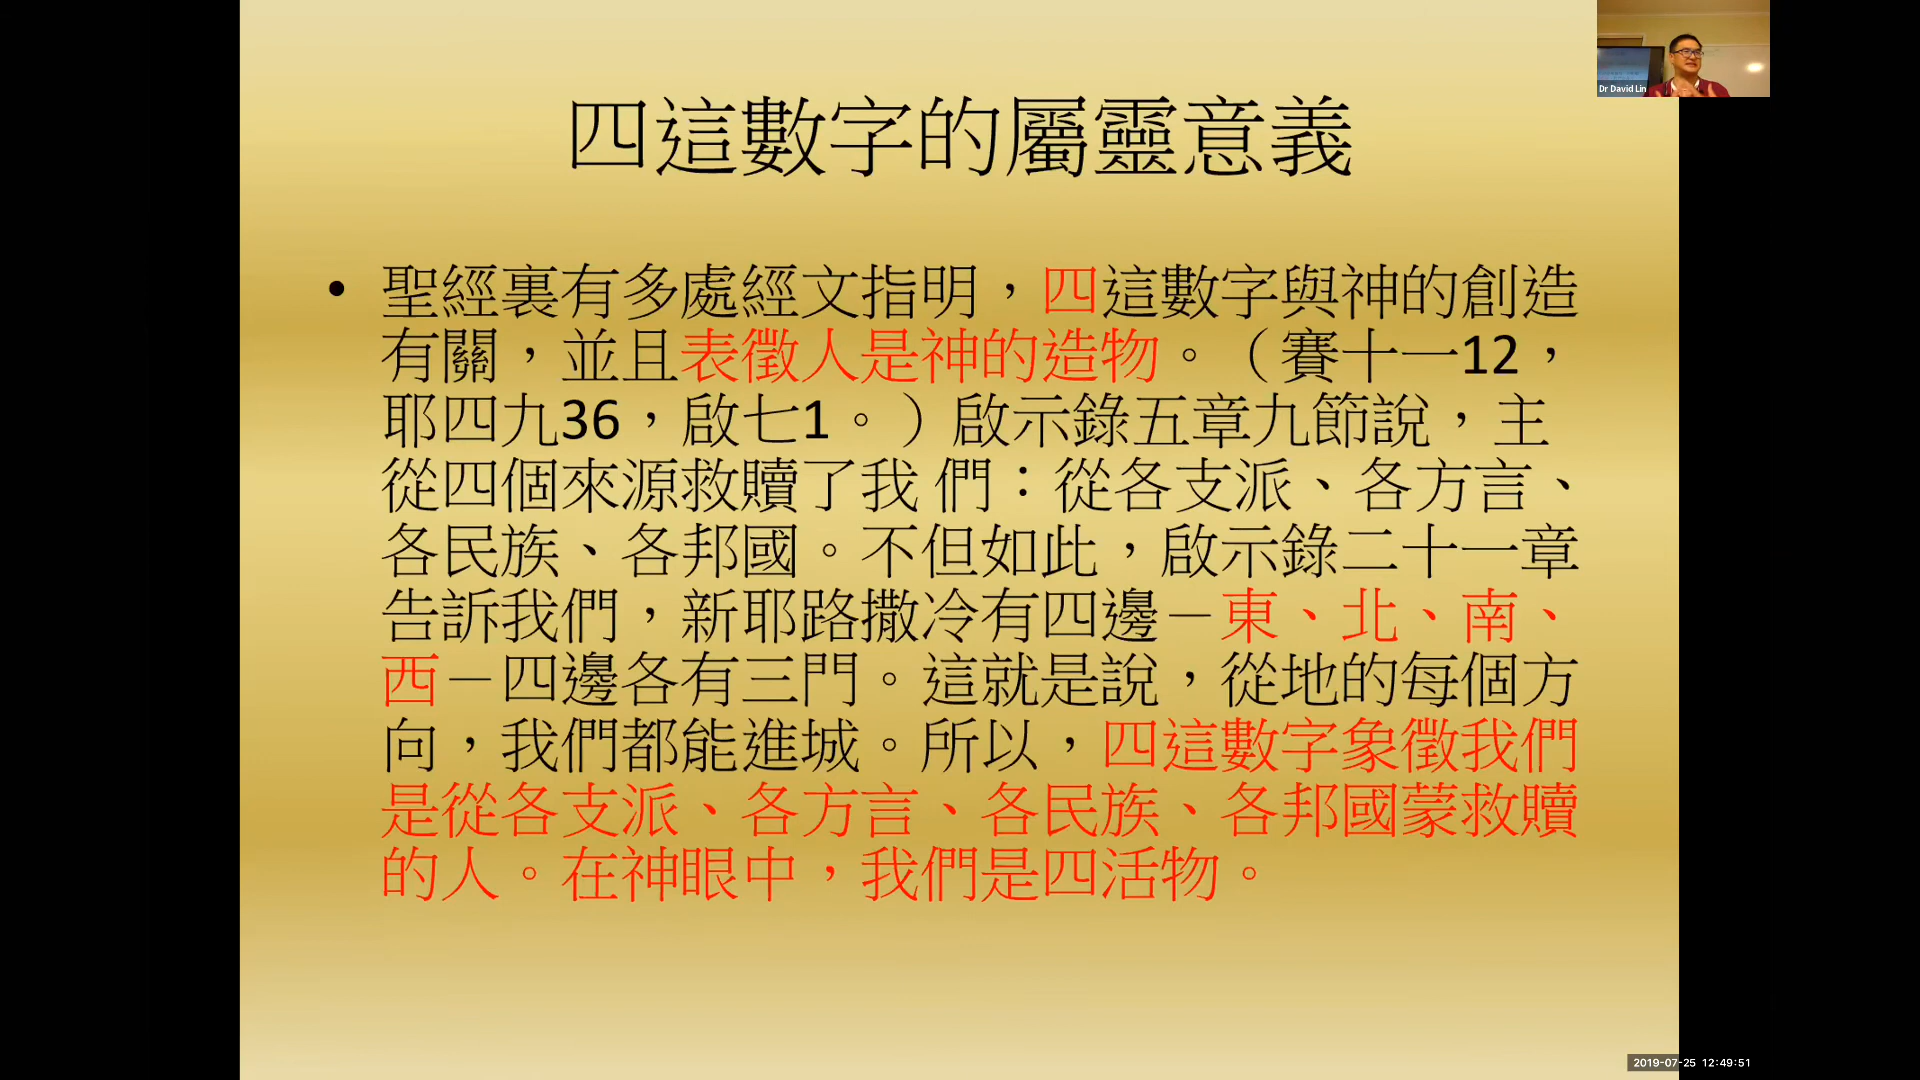 四這數字的屬靈意義
• 聖經裏有多處經文指明，四這數字與神的創造
有關，並且表徵人是神的造物。（賽十一12，
耶四九36，啟七1。）啟示錄五章九節說，主
從四個來源救贖了我 們：從各支派、各方言、
各民族、各邦國。不但如此，啟示錄二十一章
告訴我們，新耶路撒冷有四邊－東、北、南、
西－四邊各有三門。這就是說，從地的每個方
向，我們都能進城。所以，四這數字象徵我們
是從各支派、各方言、各民族、各邦國蒙救贖
的人。在神眼中，我們是四活物。
Dr David Lin
2019-07-25 12:49:51